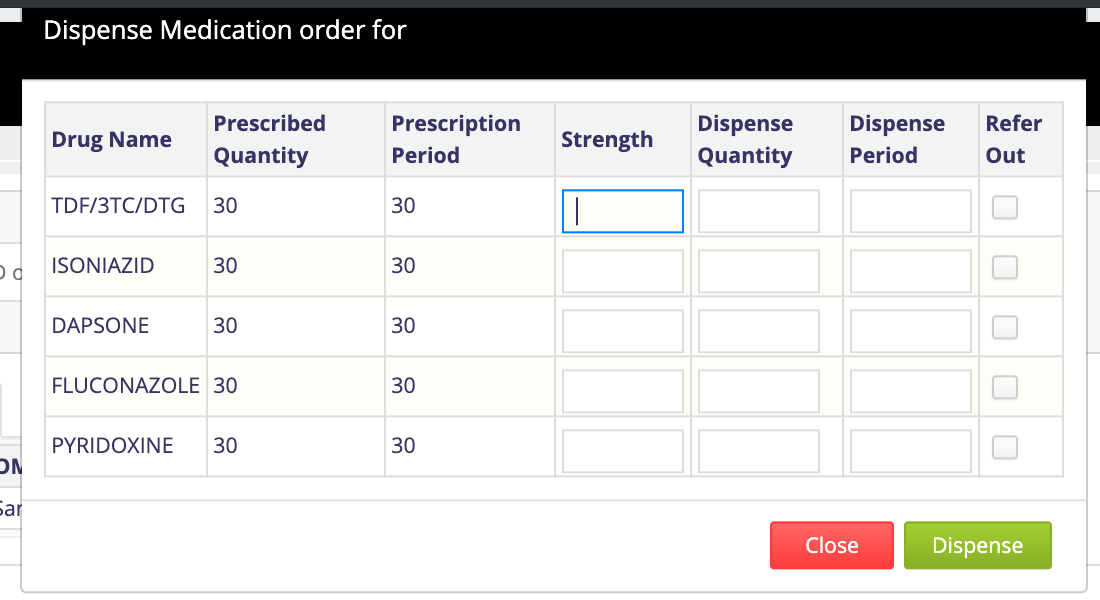 Dispense Medication order for
Drug Name Prescribed Quantity Prescription Period Strength Dispense Quantity Dispense Period Refer Out
TDF/3TC/DTG 30 30
ISONIAZID 30 30
DAPSONE 30 30
FLUCONAZOLE 30 30
PYRIDOXINE 30 30
Close Dispense